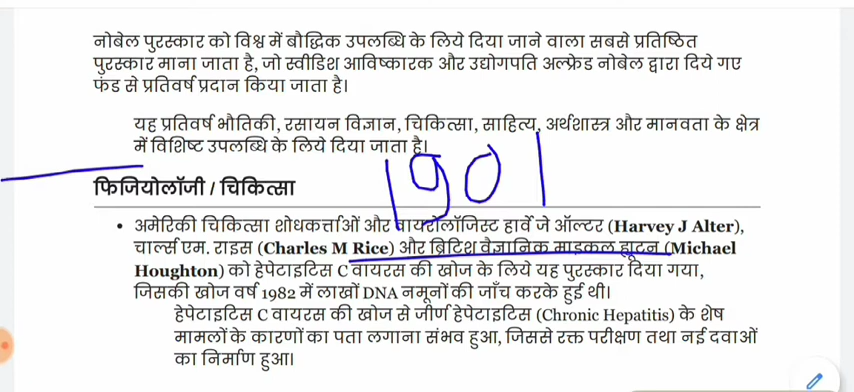 नोबेल पुरस्कार को विश्व में बौद्धिक उपलब्धि के लिये दिया जाने वाला सबसे प्रतिष्ठित
पुरस्कार माना जाता है, जो स्वीडिश आविष्कारक और उद्योगपति अल्फ्रेड नोबेल द्वारा दिये गए
फंड से प्रतिवर्ष प्रदान किया जाता है।
यह प्रतिवर्ष भौतिकी, रसायन विज्ञान, चिकित्सा, साहित्य, अर्थशास्त्र और मानवता के क्षेत्र
में विशिष्ट उपलब्धि के लिये दिया जाता है।
1901
फिजियोलॉजी / चिकित्सा
• अमेरिकी चिकित्सा शोधकर्त्ताओं और वायरोलॉजिस्ट हार्वे जे ऑल्टर (Harvey J Alter),
चार्ल्स एम. राइस (Charles M Rice) और ब्रिटिश वैज्ञानिक माइकल हाूटन (Michael
Houghton) को हेपेटाइटिस C वायरस की खोज के लिये यह पुरस्कार दिया गया,
जिसकी खोज वर्ष 1982 में लाखों DNA नमूनों की जाँच करके हुई थी।
हेपेटाइटिस C वायरस की खोज से जीर्ण हेपेटाइटिस (Chronic Hepatitis) के शेष
मामलों के कारणों का पता लगाना संभव हुआ, जिससे रक्त परीक्षण तथा नई दवाओं
का निर्माण हुआ।